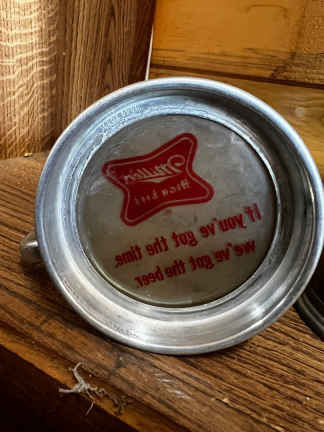 Miller
High Life
If you've got the time,
we've got the beer.